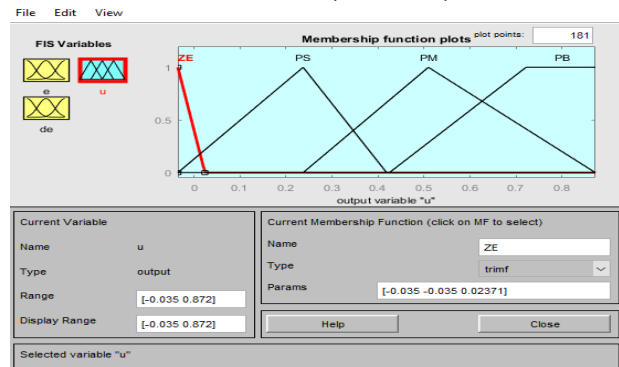 File Edit View
FIS Variables
e
u
de
Membership function plots
plot points:
181
ZE
PS
PM
PB
1
0.5
0
0 0.1 0.2 0.3 0.4 0.5 0.6 0.7 0.8
output variable "u"
Current Variable
Name u
Type output
Range [-0.035 0.872]
Display Range [-0.035 0.872]
Current Membership Function (click on MF to select)
Name ZE
Type trimf
Params [-0.035 -0.035 0.02371]
Help
Close
Selected variable "u"